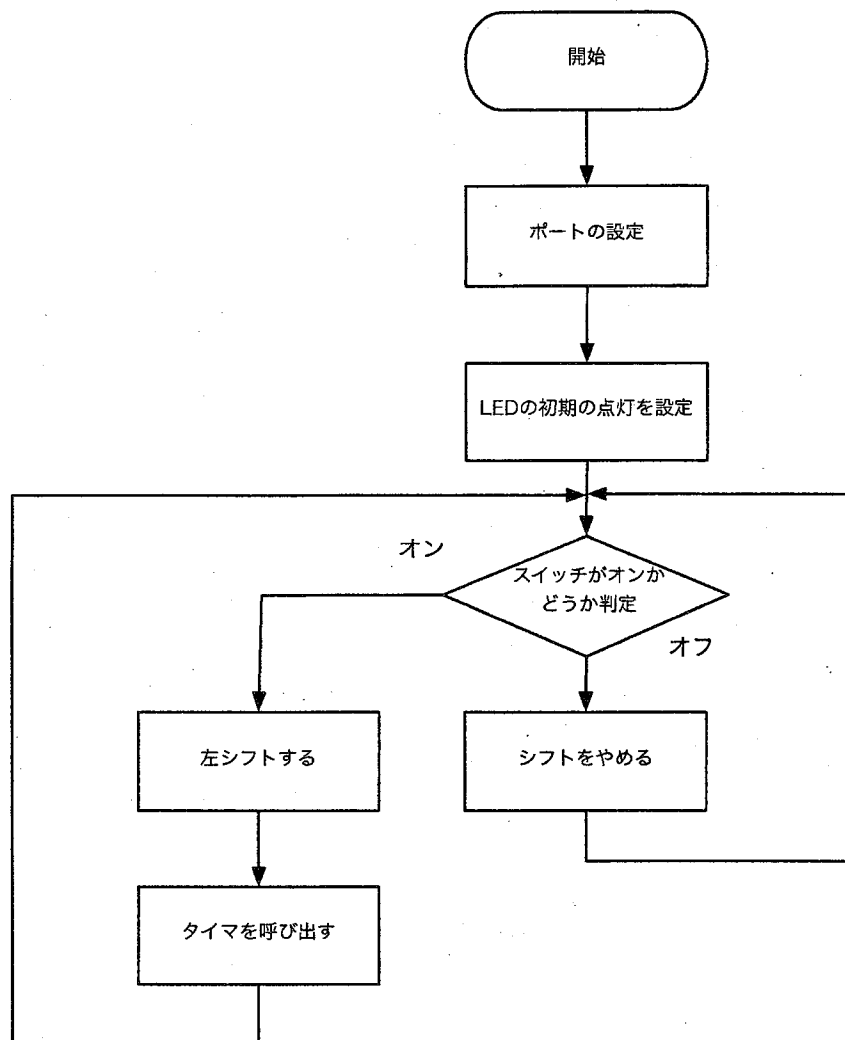 開始
ポートの設定
LEDの初期の点灯を設定
オン
スイッチがオンか
どうか判定
オフ
左シフトする
シフトをやめる
タイマを呼び出す